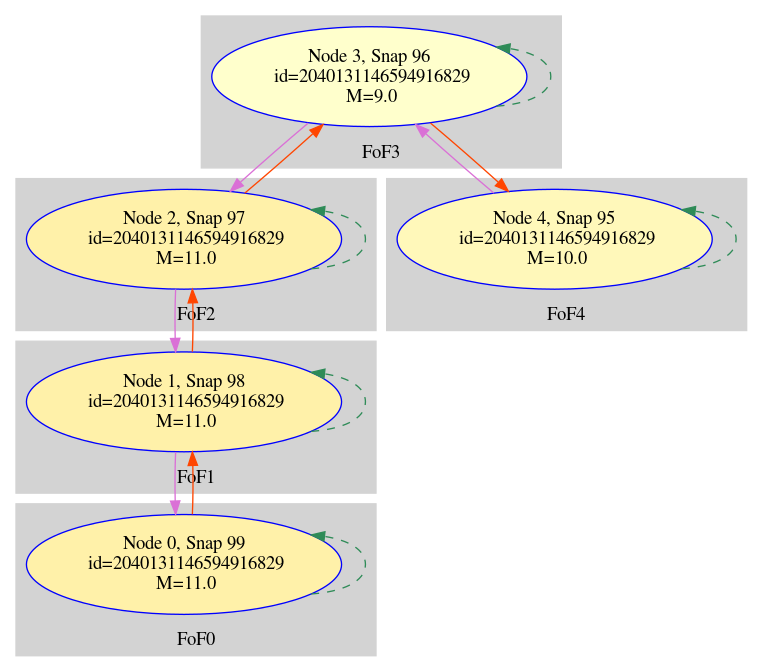 Node 3, Snap 96
id=2040131146594916829
M=9.0
FoF3
Node 2, Snap 97
id=2040131146594916829
M=11.0
FoF2
Node 4, Snap 95
id=2040131146594916829
M=10.0
FoF4
Node 1, Snap 98
id=2040131146594916829
M=11.0
FoF1
Node 0, Snap 99
id=2040131146594916829
M=11.0
FoF0